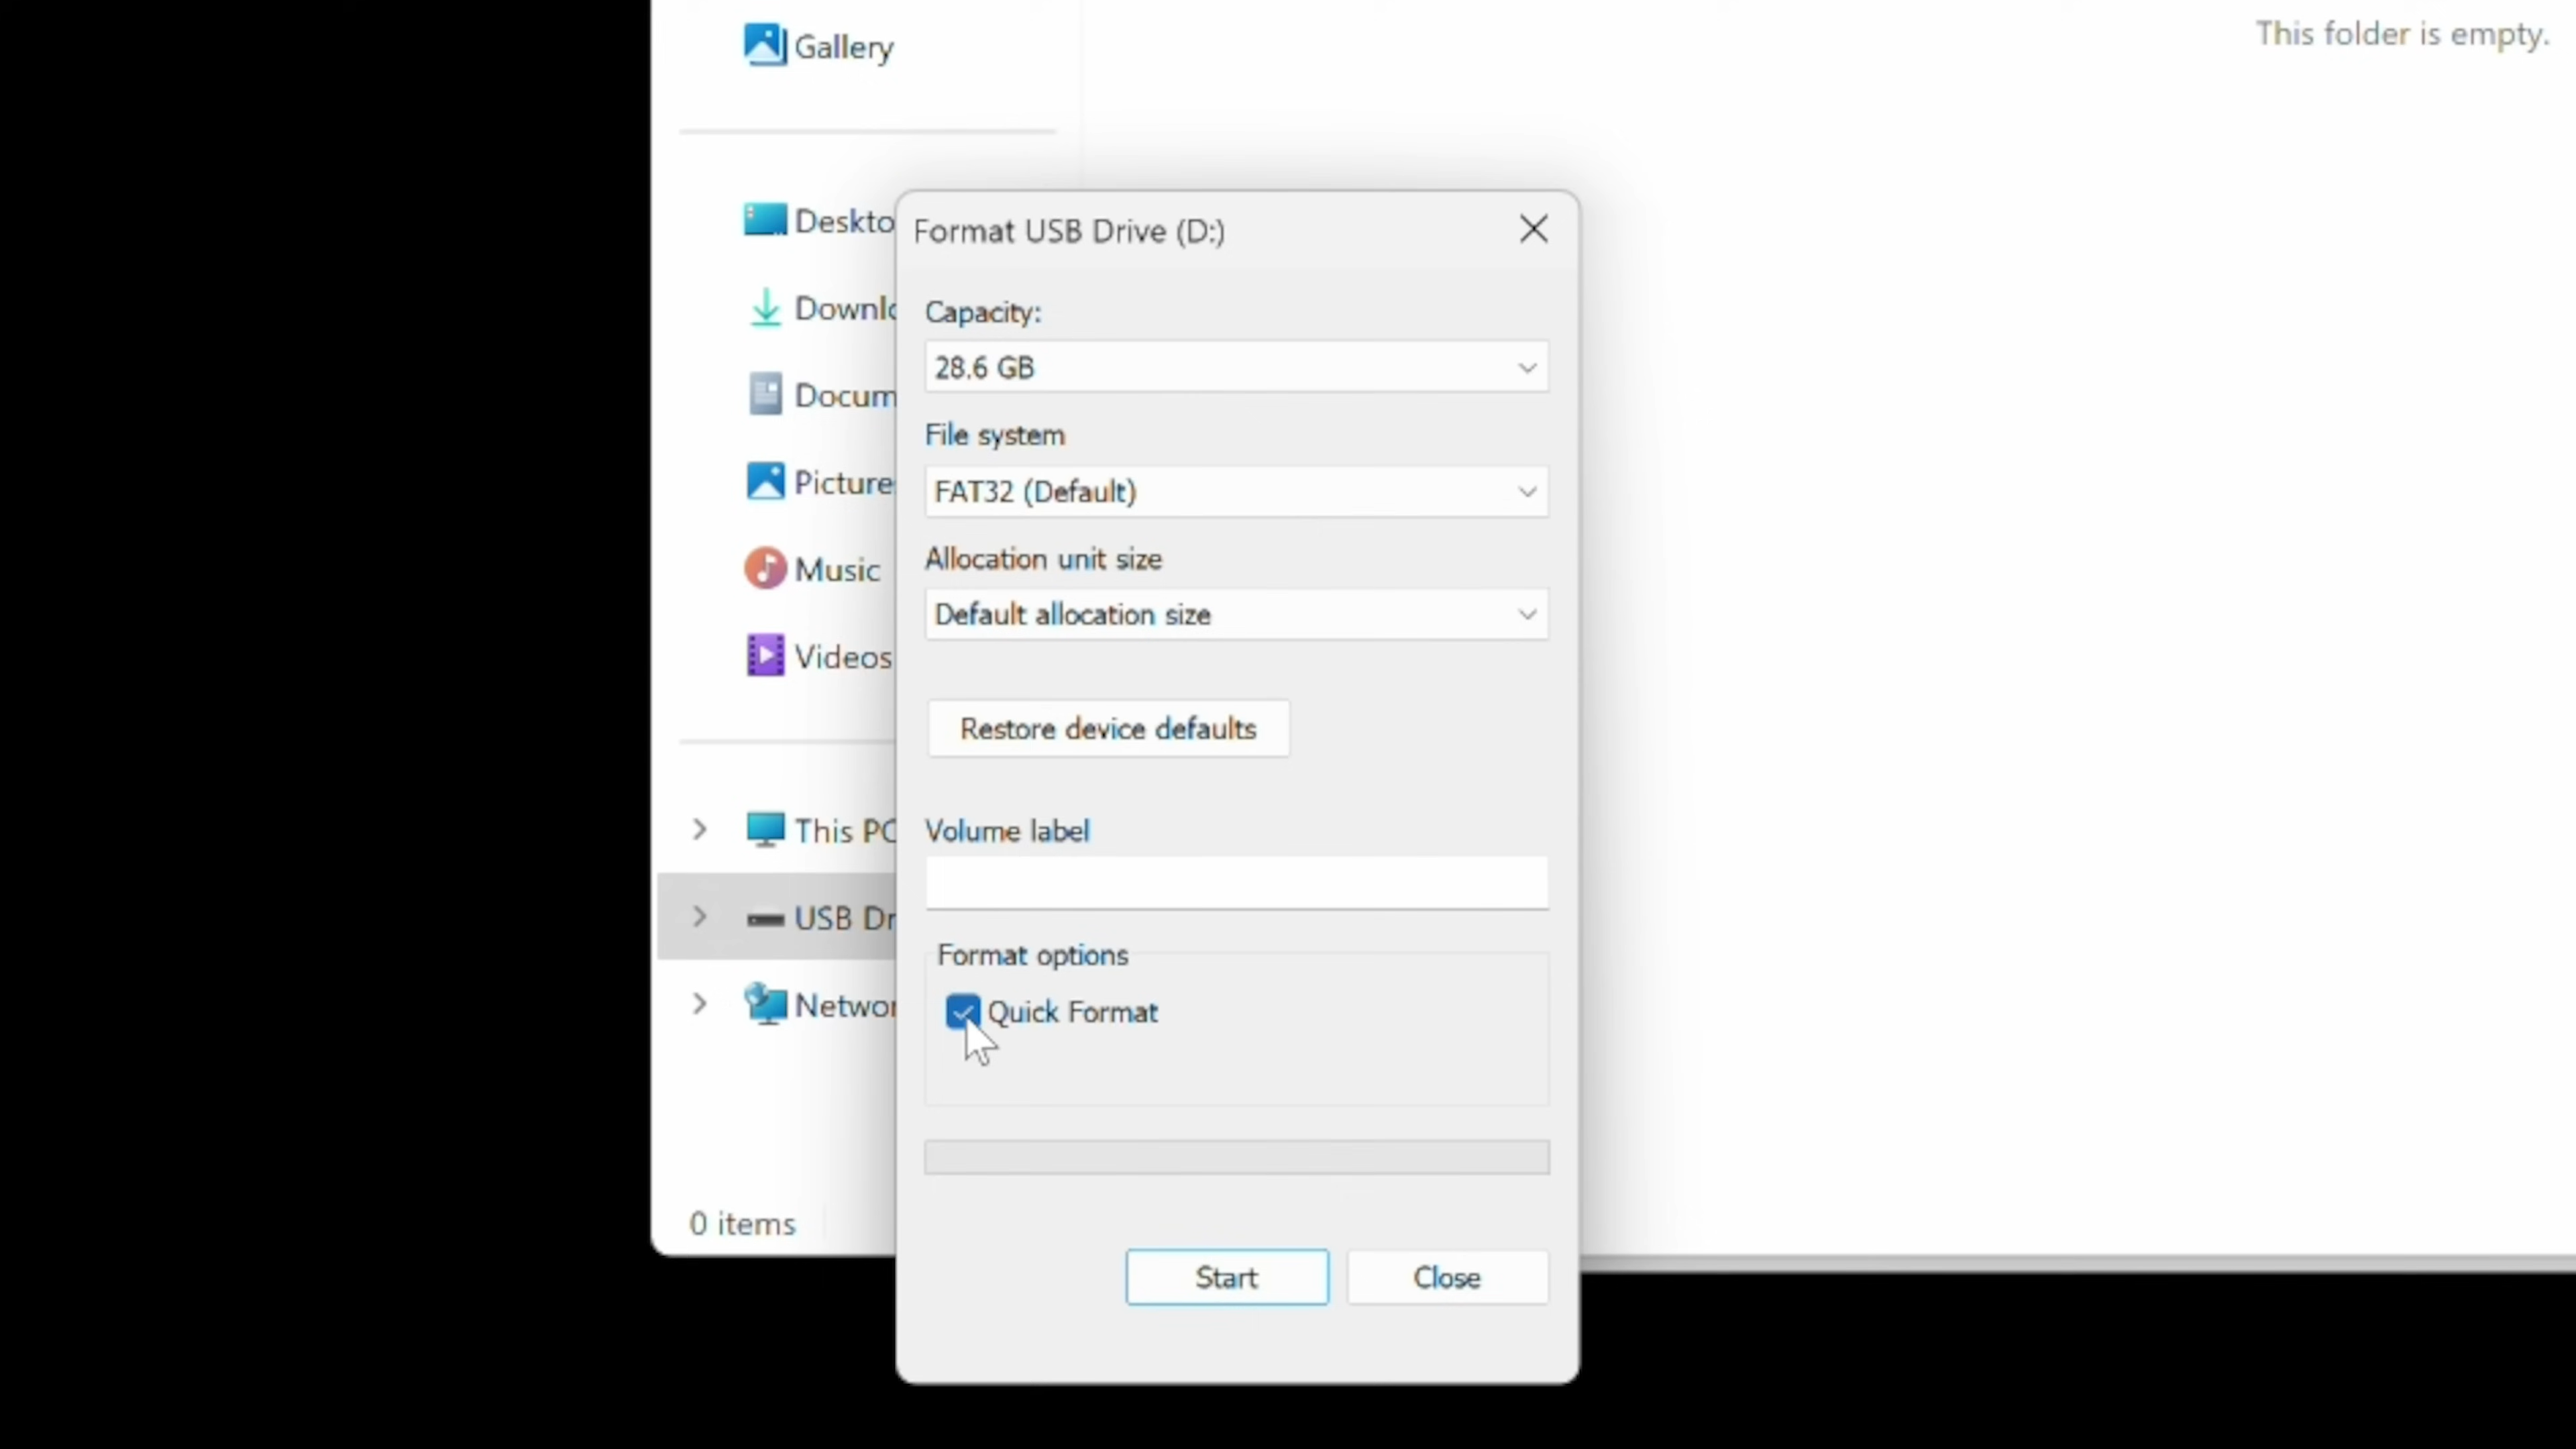 Gallery
This folder is empty.
Deskto
Downlo
Docum
Picture
Music
Videos
This PC
USB Dr
Networ
0 items
Format USB Drive (D:)
Capacity:
28.6 GB
File system
FAT32 (Default)
Allocation unit size
Default allocation size
Restore device defaults
Volume label
Format options
Quick Format
Start
Close